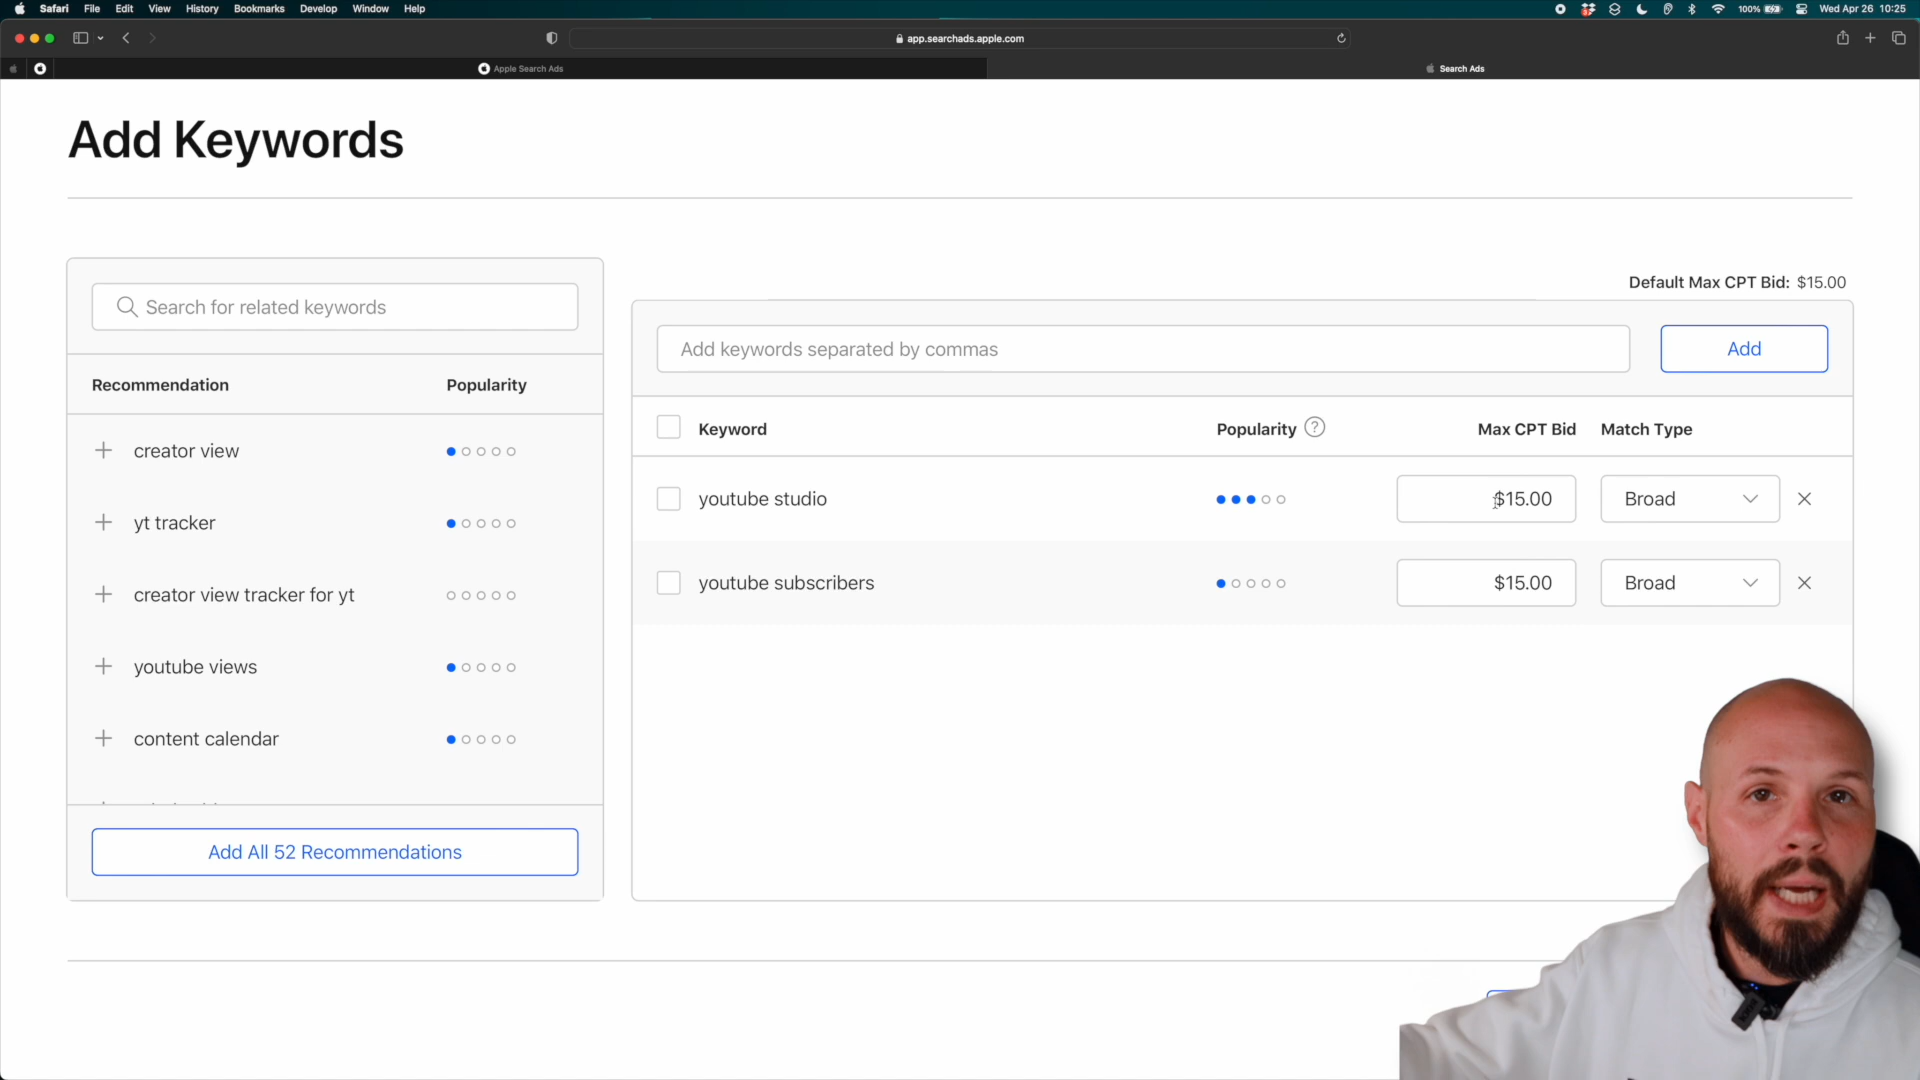 Safari File Edit View History Bookmarks Develop Window Help 100% Wed Apr 26 10:25
app.searchads.apple.com
Apple Search Ads Search Ads
Add Keywords
Default Max CPT Bid: $15.00
Search for related keywords
Add keywords separated by commas Add
Recommendation Popularity
Keyword Popularity ? Max CPT Bid Match Type
creator view
youtube studio $15.00 Broad
yt tracker
youtube subscribers $15.00 Broad
creator view tracker for yt
youtube views
content calendar
Add All 52 Recommendations